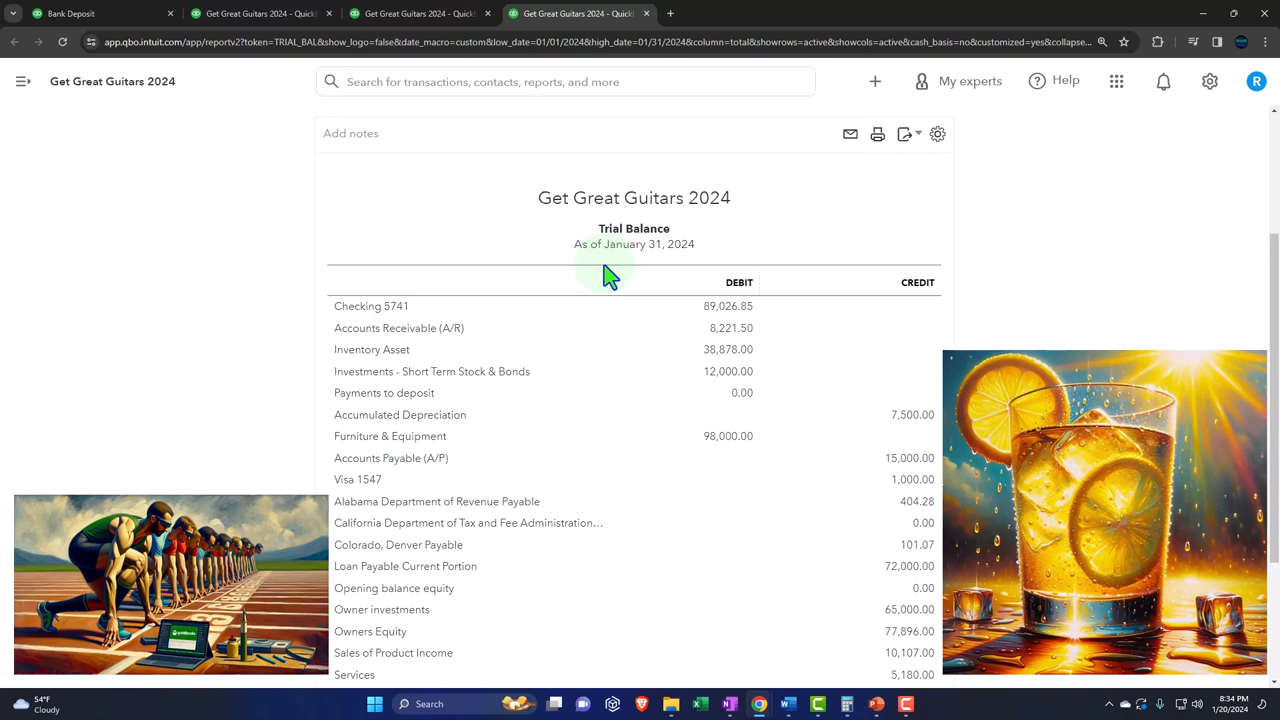 Bank Deposit
Get Great Guitars 2024 - Quick
Get Great Guitars 2024 - Quick
Get Great Guitars 2024 - Quick
app.qbo.intuit.com/app/reportv2?token=TRIAL_BAL&show_logo=false&date_macro=custom&low_date=01/01/2024&high_date=01/31/2024&column=total&showrows=active&showcols=active&cash_basis=no&customized=yes&collapse...
Get Great Guitars 2024
Search for transactions, contacts, reports, and more
My experts
Help
R
Add notes
Get Great Guitars 2024
Trial Balance
As of January 31, 2024
DEBIT CREDIT
Checking 5741 89,026.85
Accounts Receivable (A/R) 8,221.50
Inventory Asset 38,878.00
Investments - Short Term Stock & Bonds 12,000.00
Payments to deposit 0.00
Accumulated Depreciation 7,500.00
Furniture & Equipment 98,000.00
Accounts Payable (A/P) 15,000.00
Visa 1547 1,000.00
Alabama Department of Revenue Payable 404.28
California Department of Tax and Fee Administration… 0.00
Colorado, Denver Payable 101.07
Loan Payable Current Portion 72,000.00
Opening balance equity 0.00
Owner investments 65,000.00
Owners Equity 77,896.00
Sales of Product Income 10,107.00
Services 5,180.00
54°F
Cloudy
Search
8:34 PM
1/20/2024